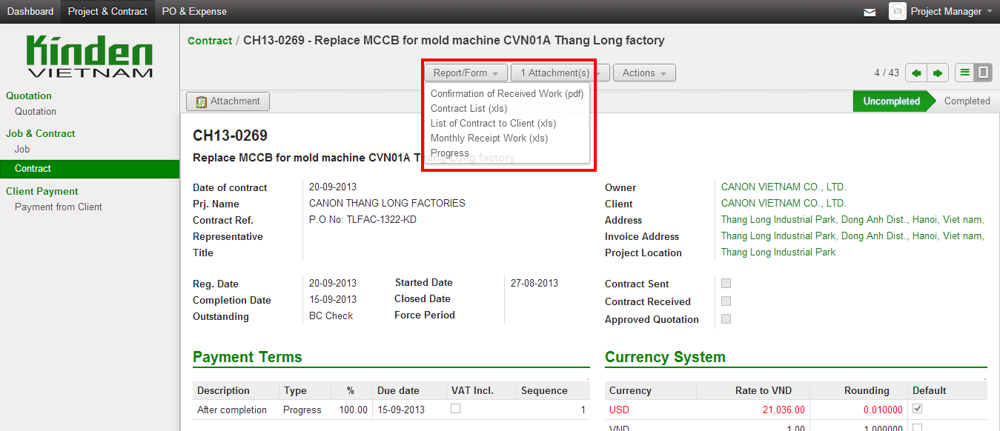 Dashboard Project & Contract PO & Expense Project Manager
Kinden
VIETNAM
Quotation
Quotation
Job & Contract
Job
Contract
Client Payment
Payment from Client
Contract / CH13-0269 - Replace MCCB for mold machine CVN01A Thang Long factory
Report/Form 1 Attachment(s) Actions 4 / 43
Confirmation of Received Work (pdf)
Contract List (xls)
List of Contract to Client (xls)
Monthly Receipt Work (xls)
Progress
Attachment Uncompleted Completed
CH13-0269
Replace MCCB for mold machine CVN01A Thang Long factory
Date of contract 20-09-2013
Prj. Name CANON THANG LONG FACTORIES
Contract Ref. P.O No: TLFAC-1322-KD
Representative
Title
Owner CANON VIETNAM CO., LTD.
Client CANON VIETNAM CO., LTD.
Address Thang Long Industrial Park, Dong Anh Dist., Hanoi, Viet nam,
Invoice Address Thang Long Industrial Park, Dong Anh Dist., Hanoi, Viet nam,
Project Location Thang Long Industrial Park
Reg. Date 20-09-2013 Started Date 27-08-2013
Completion Date 15-09-2013 Closed Date
Outstanding BC Check Force Period
Contract Sent
Contract Received
Approved Quotation
Payment Terms
Description Type % Due date VAT Incl. Sequence
After completion Progress 100.00 15-09-2013 1
Currency System
Currency Rate to VND Rounding Default
USD 21,036.00 0.010000
VND 1.00 1.000000